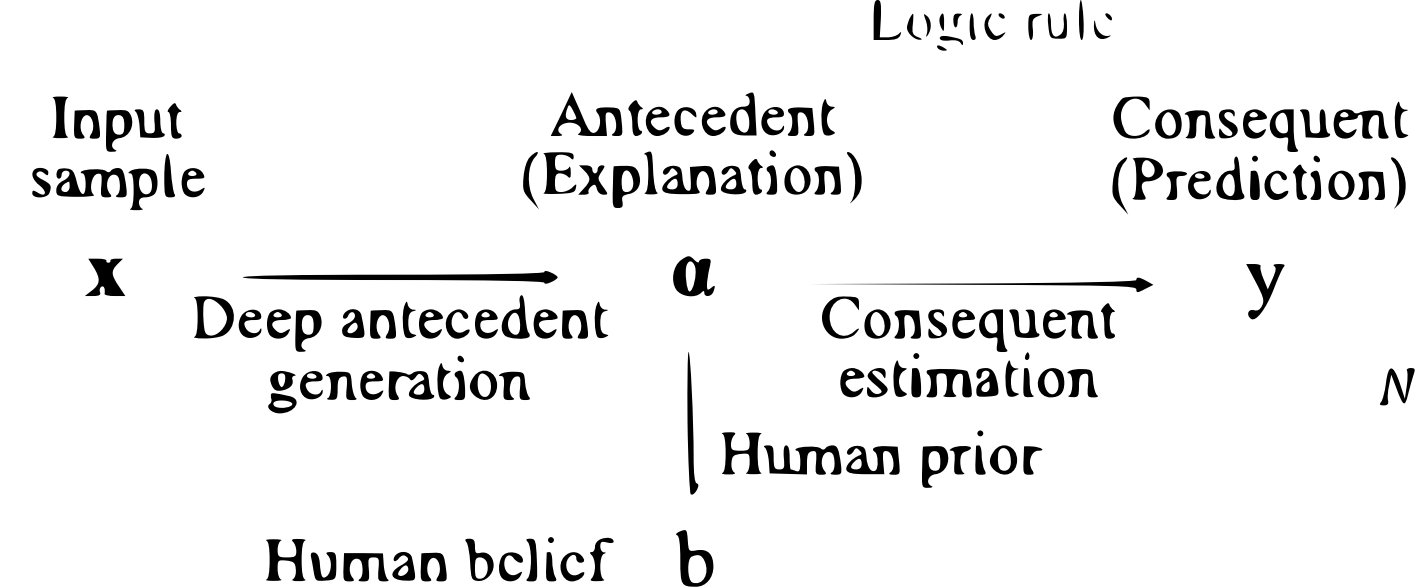 Logic rule
Input
sample
Antecedent
(Explanation)
Consequent
(Prediction)
x
α
y
Deep antecedent
generation
Consequent
estimation
N
Human prior
Human belief
b